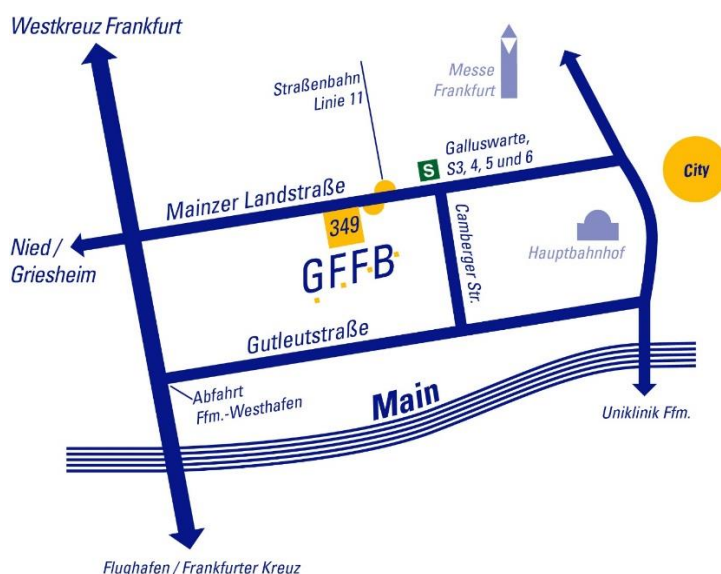 Westkreuz Frankfurt
Messe
Frankfurt
Straßenbahn
Linie 11
Galluswarte,
S3, 4, 5 und 6
S
City
Mainzer Landstraße
349
Nied /
Griesheim
GFFB
Camberger Str.
Hauptbahnhof
Gutleutstraße
Abfahrt
Ffm.-Westhafen
Main
Uniklinik Ffm.
Flughafen / Frankfurter Kreuz